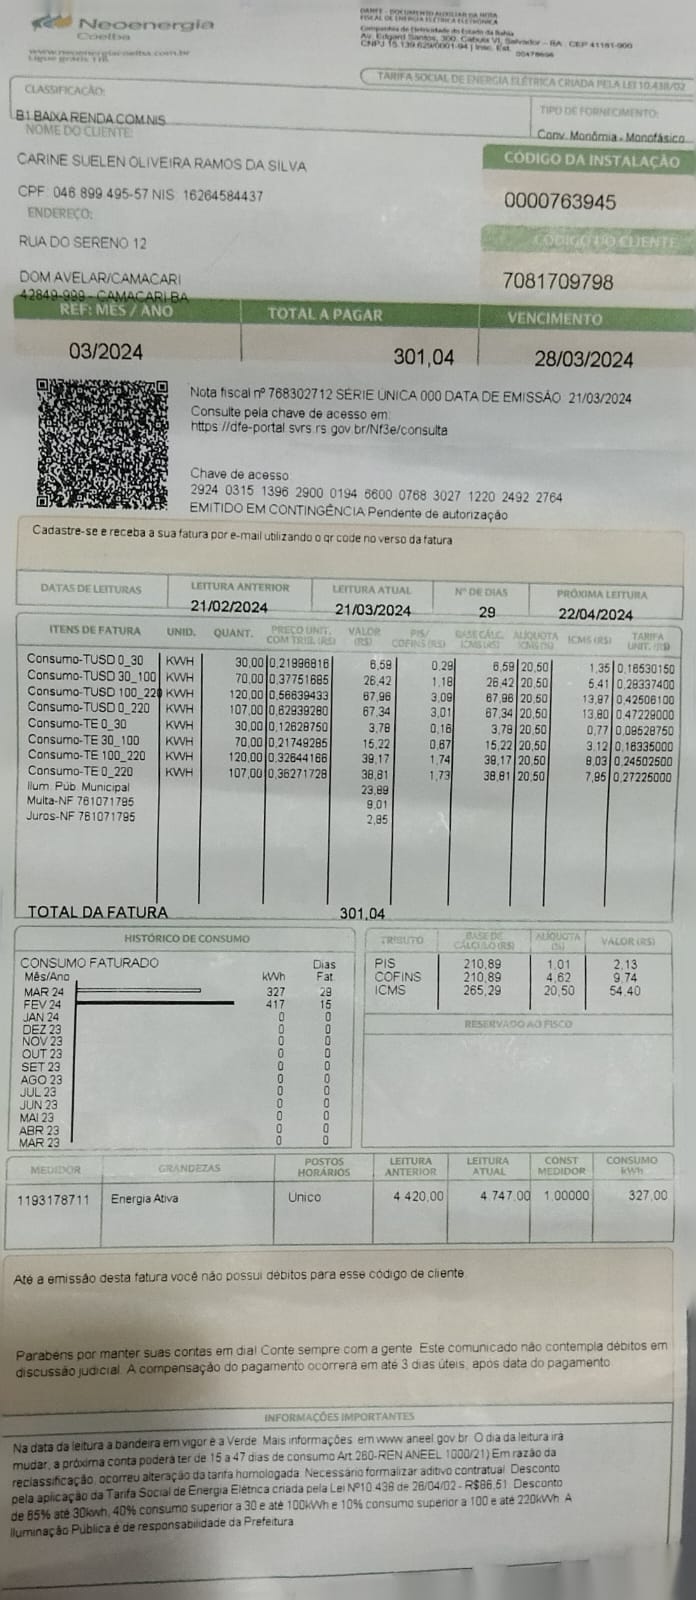 Neoenergia
Coelba
www.neoenergiacoelba.com.br
Ligue grátis 116
DANFE - DOCUMENTO AUXILIAR DA NOTA
FISCAL DE ENERGIA ELÉTRICA ELETRÔNICA
Companhia de Eletricidade do Estado da Bahia
Av. Edgard Santos, 300, Cabula VI, Salvador - BA CEP 41181-900
CNPJ 15.139.629/0001-94 | Insc. Est.
00478696
TARIFA SOCIAL DE ENERGIA ELÉTRICA CRIADA PELA LEI 10.438/02
CLASSIFICAÇÃO:
B1 BAIXA RENDA.COM.NIS
TIPO DE FORNECIMENTO:
Conv. Monômia - Monofásico
NOME DO CLIENTE:
CARINE SUELEN OLIVEIRA RAMOS DA SILVA
CÓDIGO DA INSTALAÇÃO
CPF: 046 899 495-57 NIS: 16264584437
0000763945
ENDEREÇO:
RUA DO SERENO 12
CÓDIGO DO CLIENTE
DOM AVELAR/CAMACARI
7081709798
42849-999 - CAMACARI BA
REF: MÊS / ANO TOTAL A PAGAR VENCIMENTO
03/2024 301,04 28/03/2024
Nota fiscal nº 768302712 SÉRIE ÚNICA 000 DATA DE EMISSÃO: 21/03/2024
Consulte pela chave de acesso em:
https://dfe-portal.svrs.rs.gov.br/Nf3e/consulta
Chave de acesso
2924 0315 1396 2900 0194 6600 0768 3027 1220 2492 2764
EMITIDO EM CONTINGÊNCIA Pendente de autorização
Cadastre-se e receba a sua fatura por e-mail utilizando o qr code no verso da fatura
DATAS DE LEITURAS LEITURA ANTERIOR LEITURA ATUAL Nº DE DIAS PRÓXIMA LEITURA
21/02/2024 21/03/2024 29 22/04/2024
ITENS DE FATURA UNID. QUANT. PREÇO UNIT. COM TRIB. (R$) VALOR (R$) PIS/ COFINS (R$) BASE CÁLC. ICMS (R$) ALÍQUOTA ICMS (%) ICMS (R$) TARIFA UNIT. (R$)
Consumo-TUSD 0_30 KWH 30,00 0,21996816 6,59 0,29 6,59 20,50 1,35 0,16530150
Consumo-TUSD 30_100 KWH 70,00 0,37751685 26,42 1,18 26,42 20,50 5,41 0,28337400
Consumo-TUSD 100_220 KWH 120,00 0,56639433 67,96 3,09 67,96 20,50 13,97 0,42506100
Consumo-TUSD 0_220 KWH 107,00 0,62939280 67,34 3,01 67,34 20,50 13,80 0,47229000
Consumo-TE 0_30 KWH 30,00 0,12628750 3,78 0,16 3,78 20,50 0,77 0,09528750
Consumo-TE 30_100 KWH 70,00 0,21749285 15,22 0,67 15,22 20,50 3,12 0,16335000
Consumo-TE 100_220 KWH 120,00 0,32644166 39,17 1,74 39,17 20,50 8,03 0,24502500
Consumo-TE 0_220 KWH 107,00 0,36271728 38,81 1,73 38,81 20,50 7,95 0,27225000
Ilum. Púb. Municipal 23,89
Multa-NF 761071795 9,01
Juros-NF 761071795 2,85
TOTAL DA FATURA 301,04
HISTÓRICO DE CONSUMO
CONSUMO FATURADO Dias
Mês/Ano kWh Fat
MAR 24 327 29
FEV 24 417 15
JAN 24 0 0
DEZ 23 0 0
NOV 23 0 0
OUT 23 0 0
SET 23 0 0
AGO 23 0 0
JUL 23 0 0
JUN 23 0 0
MAI 23 0 0
ABR 23 0 0
MAR 23 0 0
TRIBUTO BASE DE CÁLCULO (R$) ALÍQUOTA (%) VALOR (R$)
PIS 210,89 1,01 2,13
COFINS 210,89 4,62 9,74
ICMS 265,29 20,50 54,40
RESERVADO AO FISCO
MEDIDOR GRANDEZAS POSTOS HORÁRIOS LEITURA ANTERIOR LEITURA ATUAL CONST MEDIDOR CONSUMO kWh
1193178711 Energia Ativa Único 4.420,00 4.747,00 1,00000 327,00
Até a emissão desta fatura você não possui débitos para esse código de cliente.
Parabéns por manter suas contas em dia! Conte sempre com a gente. Este comunicado não contempla débitos em
discussão judicial. A compensação do pagamento ocorrerá em até 3 dias úteis, após data do pagamento.
INFORMAÇÕES IMPORTANTES
Na data da leitura a bandeira em vigor é a Verde. Mais informações em www.aneel.gov.br. O dia da leitura irá
mudar, a próxima conta poderá ter de 15 a 47 dias de consumo Art 260-REN ANEEL 1000/21) Em razão da
reclassificação, ocorreu alteração da tarifa homologada. Necessário formalizar aditivo contratual. Desconto
pela aplicação da Tarifa Social de Energia Elétrica criada pela Lei Nº10.438 de 26/04/02 - R$86,51. Desconto
de 65% até 30kwh, 40% consumo superior a 30 e até 100kWh e 10% consumo superior a 100 e até 220kWh. A
Iluminação Pública é de responsabilidade da Prefeitura